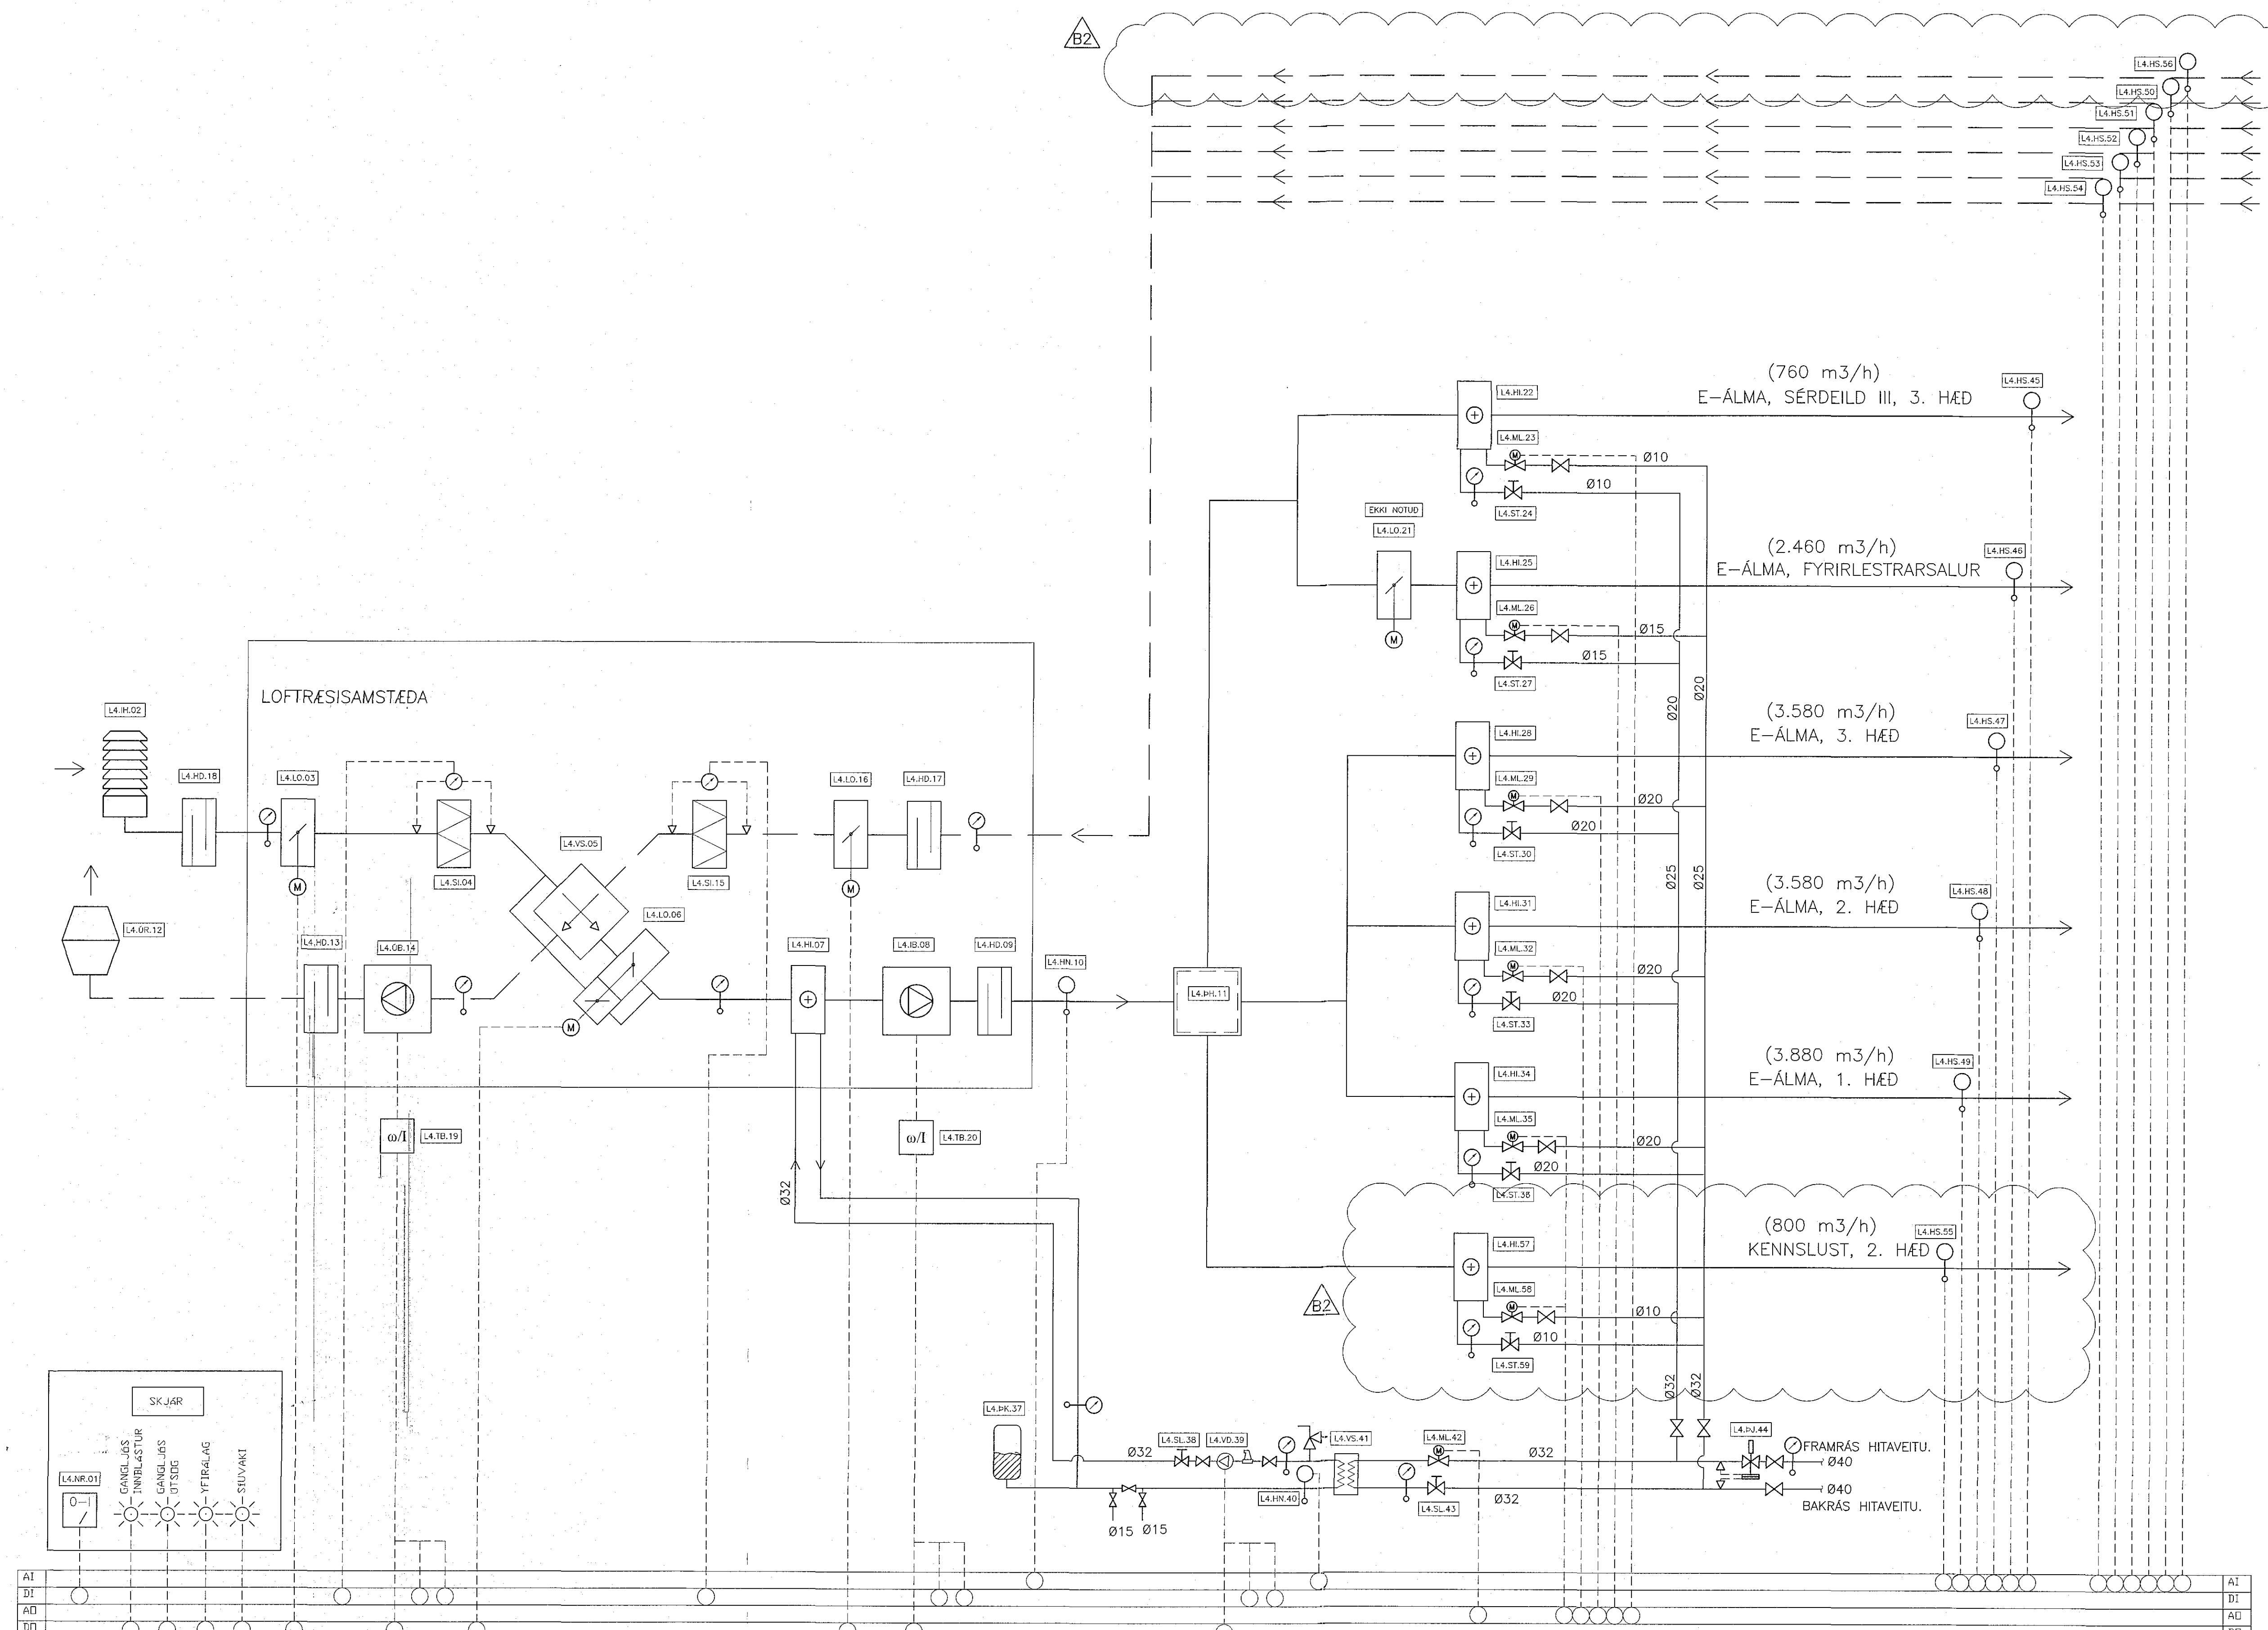 B2
L4.HS.56
L4.HS.50
L4.HS.51
L4.HS.52
L4.HS.53
L4.HS.54
(760 m3/h)
E-ÁLMA, SÉRDEILD III, 3. HÆÐ
L4.HS.45
L4.HI.22
L4.ML.23
M
Ø10
Ø10
L4.ST.24
EKKI NOTUÐ
L4.LO.21
M
(2.460 m3/h)
E-ÁLMA, FYRIRLESTRARSALUR
L4.HS.46
L4.HI.25
L4.ML.26
M
Ø15
Ø15
L4.ST.27
Ø20
Ø20
(3.580 m3/h)
E-ÁLMA, 3. HÆÐ
L4.HS.47
L4.HI.28
L4.ML.29
M
Ø20
Ø20
L4.ST.30
Ø25
Ø25
(3.580 m3/h)
E-ÁLMA, 2. HÆÐ
L4.HS.48
L4.HI.31
L4.ML.32
M
Ø20
Ø20
L4.ST.33
(3.880 m3/h)
E-ÁLMA, 1. HÆÐ
L4.HS.49
L4.HI.34
L4.ML.35
M
Ø20
Ø20
L4.ST.36
(800 m3/h)
KENNSLUST, 2. HÆÐ
L4.HS.55
L4.HI.57
L4.ML.58
M
Ø10
Ø10
L4.ST.59
B2
Ø32
Ø32
LOFTRÆSISAMSTÆÐA
L4.IH.02
L4.HD.18
L4.LO.03
M
L4.SI.04
L4.VS.05
L4.SI.15
L4.LO.16
M
L4.HD.17
L4.LO.06
M
L4.ÚR.12
L4.HD.13
L4.ÚB.14
L4.HI.07
L4.IB.08
L4.HD.09
L4.HN.10
L4.ÞH.11
ω/I
L4.TB.19
ω/I
L4.TB.20
Ø32
SKJÁR
L4.NR.01
0-I
GANGLJÓS
INNBLÁSTUR
GANGLJÓS
ÚTSOG
YFIRÁLAG
SÍUVAKI
L4.ÞK.37
Ø32
L4.SL.38
L4.VD.39
L4.HN.40
L4.VS.41
L4.ML.42
M
L4.SL.43
Ø32
Ø32
L4.ÞJ.44
FRAMRÁS HITAVEITU.
Ø40
Ø40
BAKRÁS HITAVEITU.
Ø15
Ø15
AI
DI
AO
DO
AI
DI
AO